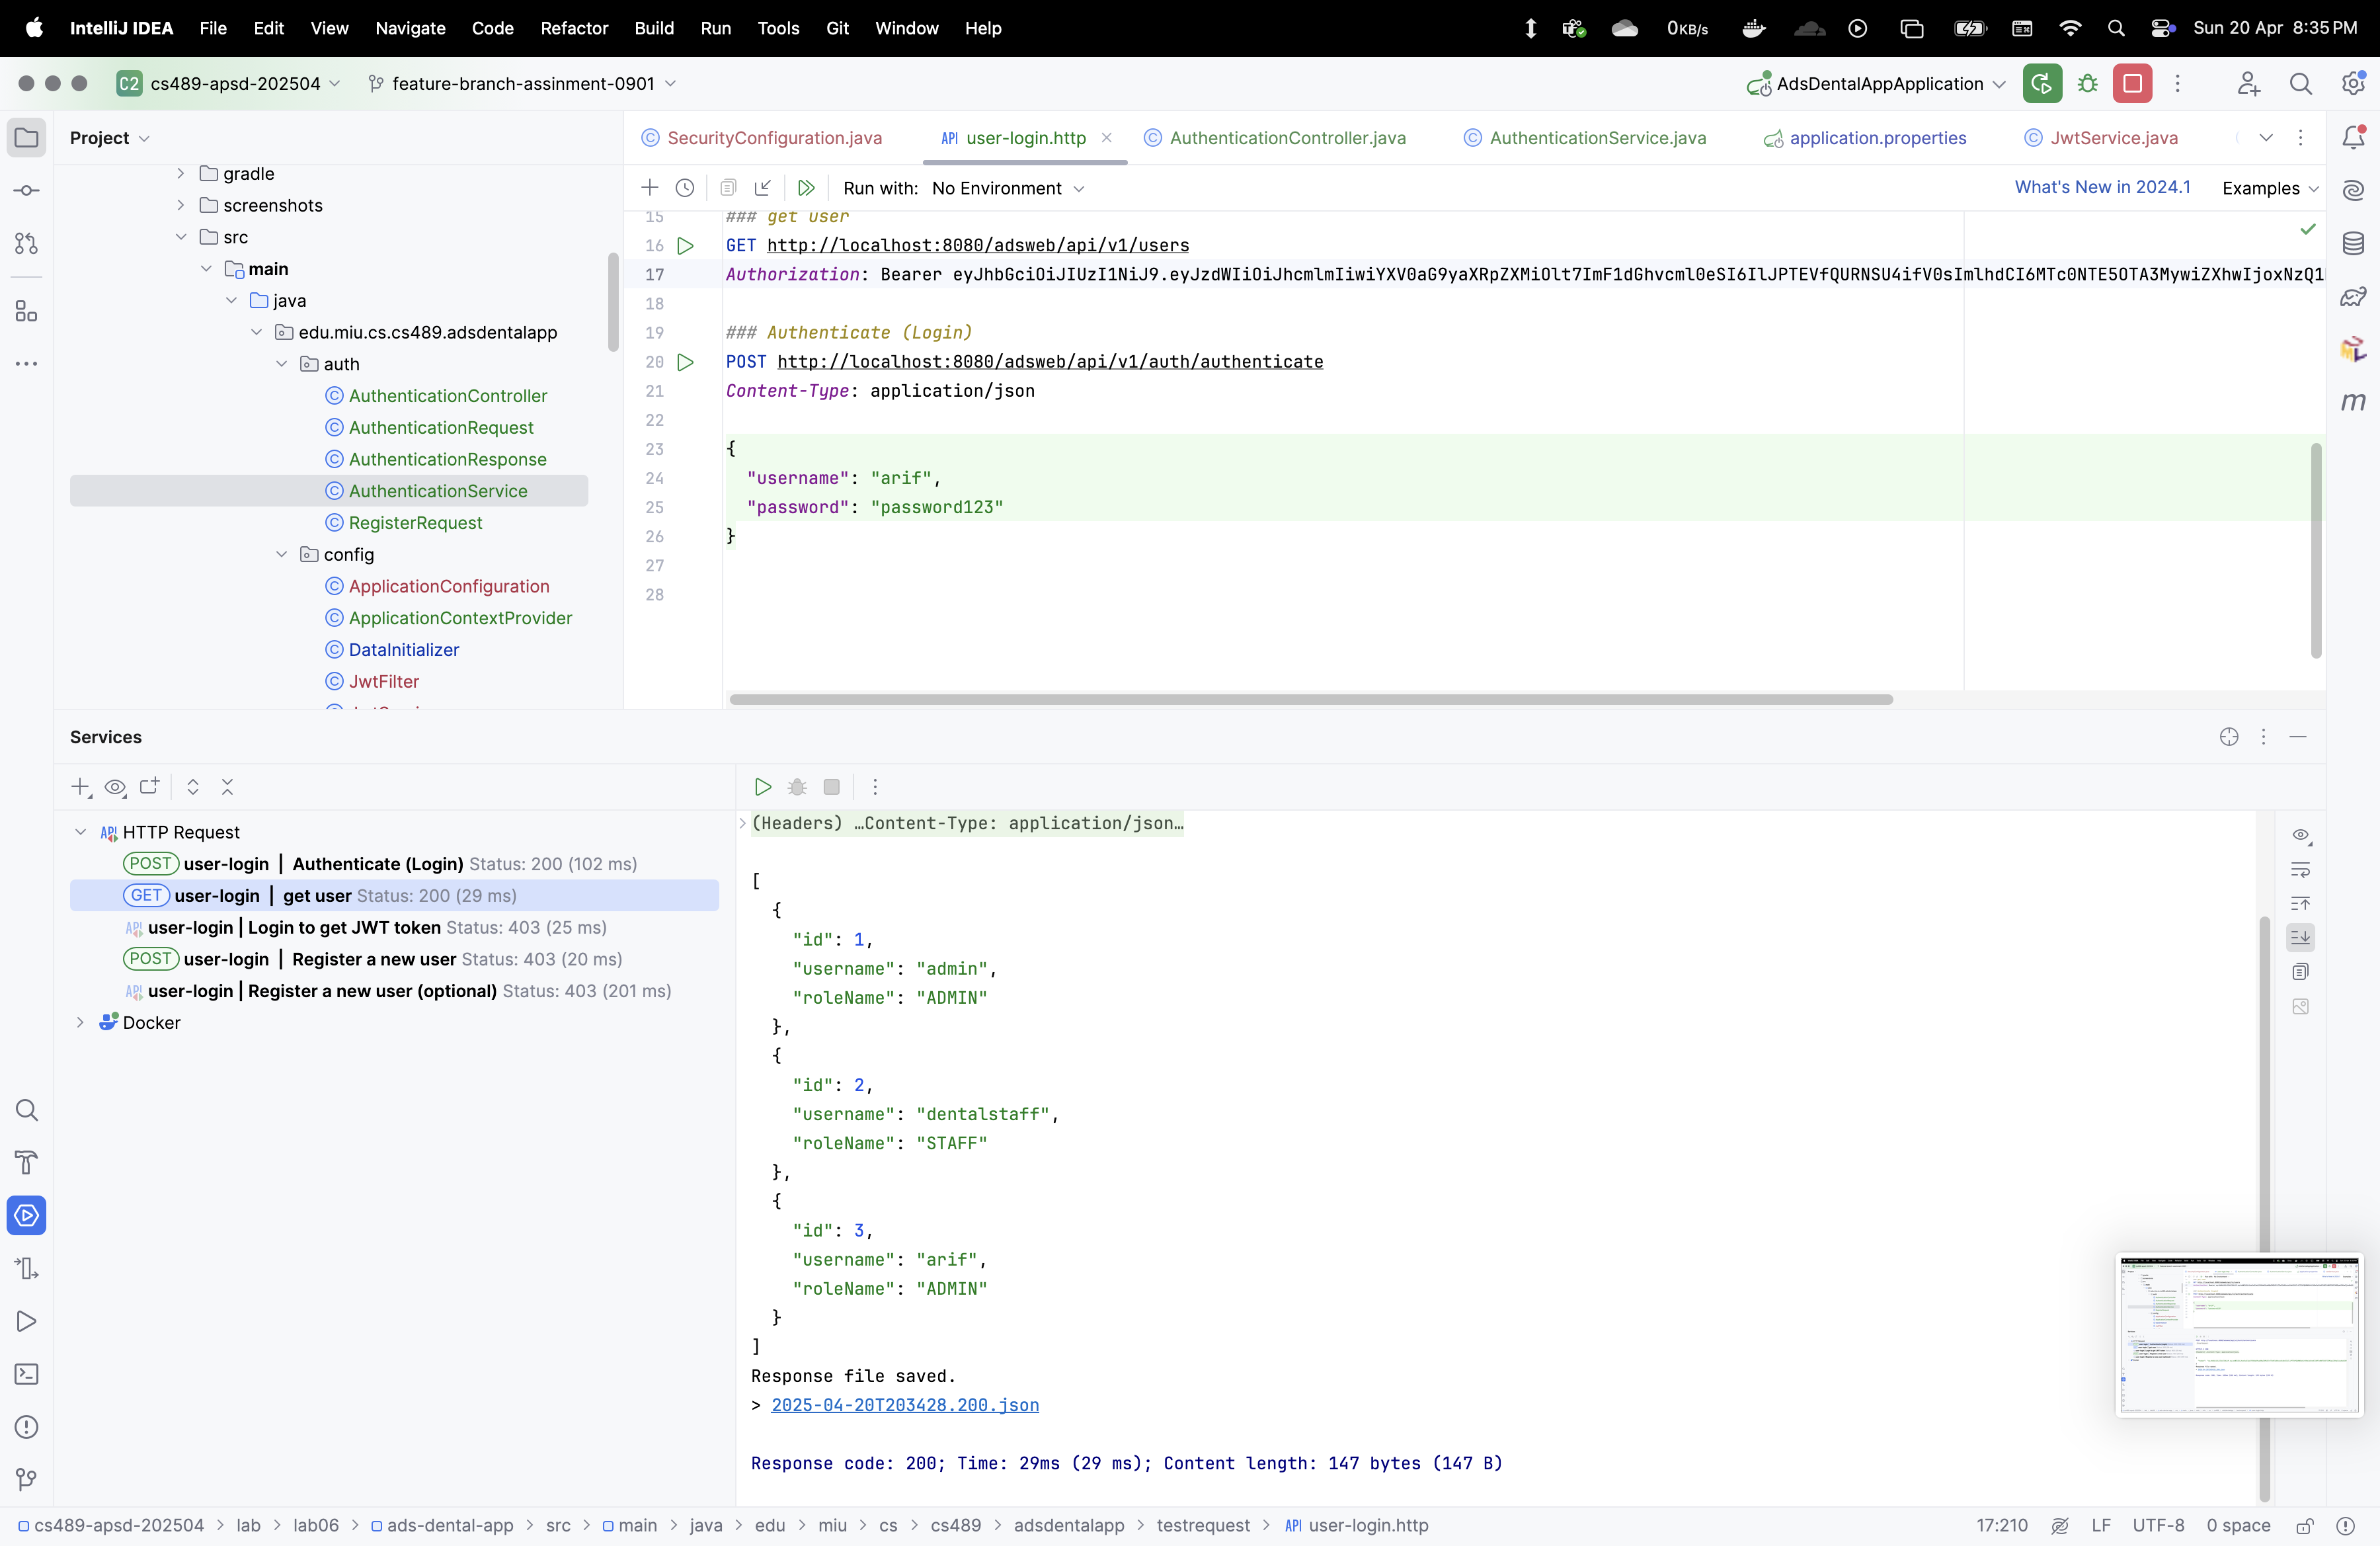 IntelliJ IDEA File Edit View Navigate Code Refactor Build Run Tools Git Window Help 0KB/s Sun 20 Apr 8:35 PM
C2 cs489-apsd-202504 feature-branch-assinment-0901 AdsDentalAppApplication
Project
gradle
screenshots
src
main
java
edu.miu.cs.cs489.adsdentalapp
auth
AuthenticationController
AuthenticationRequest
AuthenticationResponse
AuthenticationService
RegisterRequest
config
ApplicationConfiguration
ApplicationContextProvider
DataInitializer
JwtFilter
SecurityConfiguration.java API user-login.http AuthenticationController.java AuthenticationService.java application.properties JwtService.java
Run with: No Environment What's New in 2024.1 Examples
15 ### get user
16 GET http://localhost:8080/adsweb/api/v1/users
17 Authorization: Bearer eyJhbGciOiJIUzI1NiJ9.eyJzdWIiOiJhcmlmIiwiYXV0aG9yaXRpZXMiOlt7ImF1dGhvcml0eSI6IlJPTEVfQURNSU4ifV0sImlhdCI6MTc0NTE5OTA3MywiZXhwIjoxNzQ1
18
19 ### Authenticate (Login)
20 POST http://localhost:8080/adsweb/api/v1/auth/authenticate
21 Content-Type: application/json
22
23 {
24 "username": "arif",
25 "password": "password123"
26 }
27
28
Services
API HTTP Request
POST user-login | Authenticate (Login) Status: 200 (102 ms)
GET user-login | get user Status: 200 (29 ms)
API user-login | Login to get JWT token Status: 403 (25 ms)
POST user-login | Register a new user Status: 403 (20 ms)
API user-login | Register a new user (optional) Status: 403 (201 ms)
Docker
(Headers) …Content-Type: application/json…
[
{
"id": 1,
"username": "admin",
"roleName": "ADMIN"
},
{
"id": 2,
"username": "dentalstaff",
"roleName": "STAFF"
},
{
"id": 3,
"username": "arif",
"roleName": "ADMIN"
}
]
Response file saved.
> 2025-04-20T203428.200.json
Response code: 200; Time: 29ms (29 ms); Content length: 147 bytes (147 B)
cs489-apsd-202504 > lab > lab06 > ads-dental-app > src > main > java > edu > miu > cs > cs489 > adsdentalapp > testrequest > API user-login.http 17:210 LF UTF-8 0 space